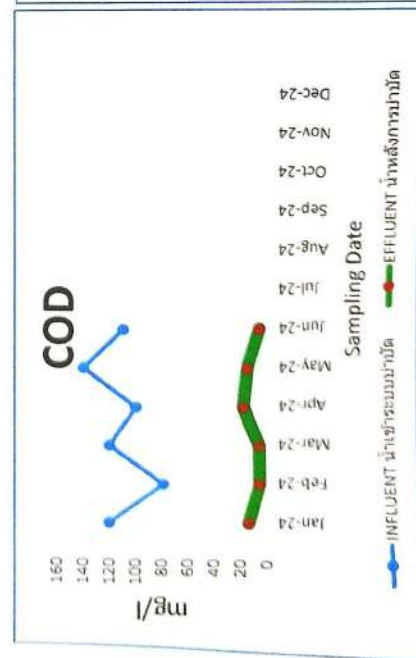 COD
mg/l
160
140
120
100
80
60
40
20
0
Jan-24
Feb-24
Mar-24
Apr-24
May-24
Jun-24
Jul-24
Aug-24
Sep-24
Oct-24
Nov-24
Dec-24
Sampling Date
INFLUENT น้ำเข้าระบบบำบัด
EFFLUENT น้ำหลังการบำบัด